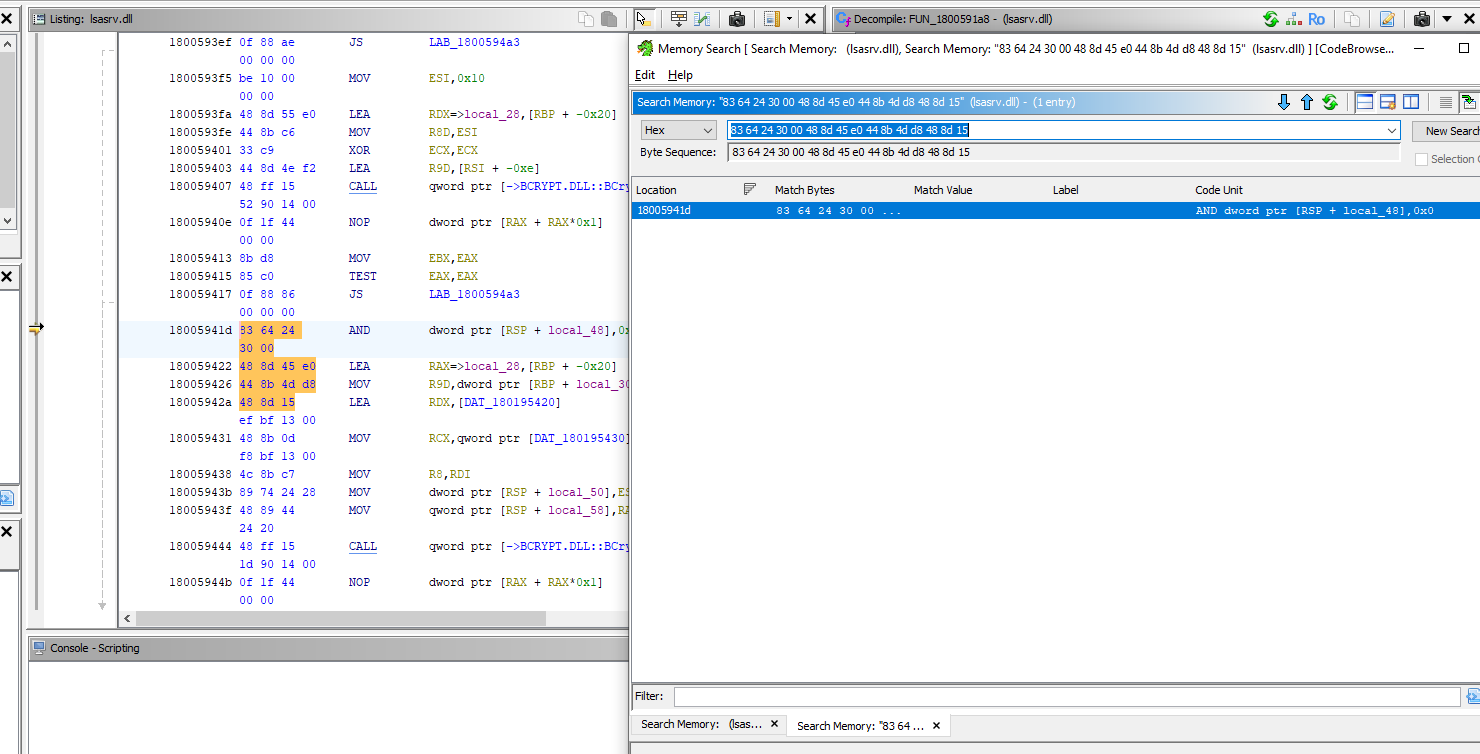 Listing: lsasrv.dll
Decompile: FUN_1800591a8 - (lsasrv.dll)
Ro
1800593ef 0f 88 ae JS LAB_1800594a3
00 00 00
1800593f5 be 10 00 MOV ESI,0x10
00 00
1800593fa 48 8d 55 e0 LEA RDX=>local_28,[RBP + -0x20]
1800593fe 44 8b c6 MOV R8D,ESI
180059401 33 c9 XOR ECX,ECX
180059403 44 8d 4e f2 LEA R9D,[RSI + -0xe]
180059407 48 ff 15 CALL qword ptr [->BCRYPT.DLL::BCry
52 90 14 00
18005940e 0f 1f 44 NOP dword ptr [RAX + RAX*0x1]
00 00
180059413 8b d8 MOV EBX,EAX
180059415 85 c0 TEST EAX,EAX
180059417 0f 88 86 JS LAB_1800594a3
00 00 00
18005941d 83 64 24 AND dword ptr [RSP + local_48],0x
30 00
180059422 48 8d 45 e0 LEA RAX=>local_28,[RBP + -0x20]
180059426 44 8b 4d d8 MOV R9D,dword ptr [RBP + local_30
18005942a 48 8d 15 LEA RDX,[DAT_180195420]
ef bf 13 00
180059431 48 8b 0d MOV RCX,qword ptr [DAT_180195430]
f8 bf 13 00
180059438 4c 8b c7 MOV R8,RDI
18005943b 89 74 24 28 MOV dword ptr [RSP + local_50],ES
18005943f 48 89 44 MOV qword ptr [RSP + local_58],RA
24 20
180059444 48 ff 15 CALL qword ptr [->BCRYPT.DLL::BCry
1d 90 14 00
18005944b 0f 1f 44 NOP dword ptr [RAX + RAX*0x1]
00 00
Console - Scripting
Memory Search [ Search Memory: (lsasrv.dll), Search Memory: "83 64 24 30 00 48 8d 45 e0 44 8b 4d d8 48 8d 15" (lsasrv.dll) ] [CodeBrowse...
Edit Help
Search Memory: "83 64 24 30 00 48 8d 45 e0 44 8b 4d d8 48 8d 15" (lsasrv.dll) - (1 entry)
Hex 83 64 24 30 00 48 8d 45 e0 44 8b 4d d8 48 8d 15 New Search
Byte Sequence: 83 64 24 30 00 48 8d 45 e0 44 8b 4d d8 48 8d 15 Selection O
Location Match Bytes Match Value Label Code Unit
18005941d 83 64 24 30 00 ... AND dword ptr [RSP + local_48],0x0
Filter:
Search Memory: (lsas... Search Memory: "83 64 ...